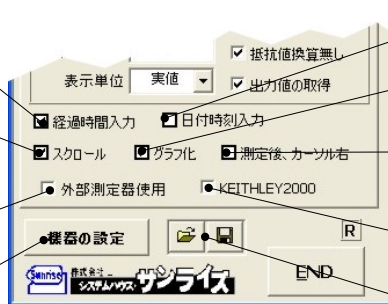 抵抗値換算無し
表示単位 実値 出力値の取得
経過時間入力 日付時刻入力
スクロール グラフ化 測定後、カーソル右
外部測定器使用 KEITHLEY2000
機器の設定 R
Sunrise 株式会社 システムハウス サンライズ END